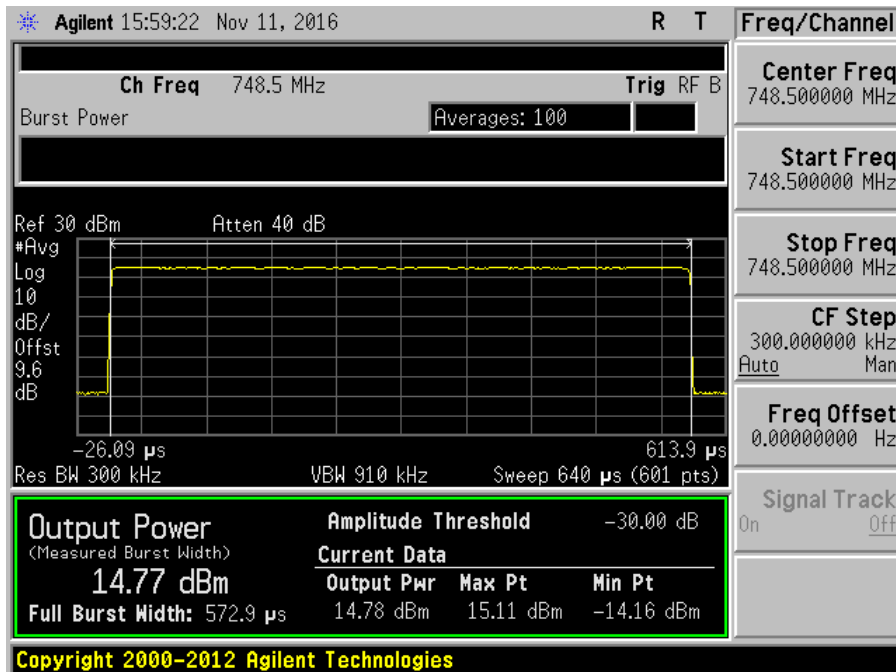 Agilent 15:59:22 Nov 11, 2016 R T
Ch Freq 748.5 MHz Trig RF B
Burst Power Averages: 100
Ref 30 dBm Atten 40 dB
#Avg
Log
10
dB/
Offst
9.6
dB
-26.09 µs 613.9 µs
Res BW 300 kHz VBW 910 kHz Sweep 640 µs (601 pts)
Output Power
(Measured Burst Width)
14.77 dBm
Full Burst Width: 572.9 µs
Amplitude Threshold -30.00 dB
Current Data
Output Pwr Max Pt Min Pt
14.78 dBm 15.11 dBm -14.16 dBm
Copyright 2000-2012 Agilent Technologies
Freq/Channel
Center Freq
748.500000 MHz
Start Freq
748.500000 MHz
Stop Freq
748.500000 MHz
CF Step
300.000000 kHz
Auto Man
Freq Offset
0.00000000 Hz
Signal Track
On Off